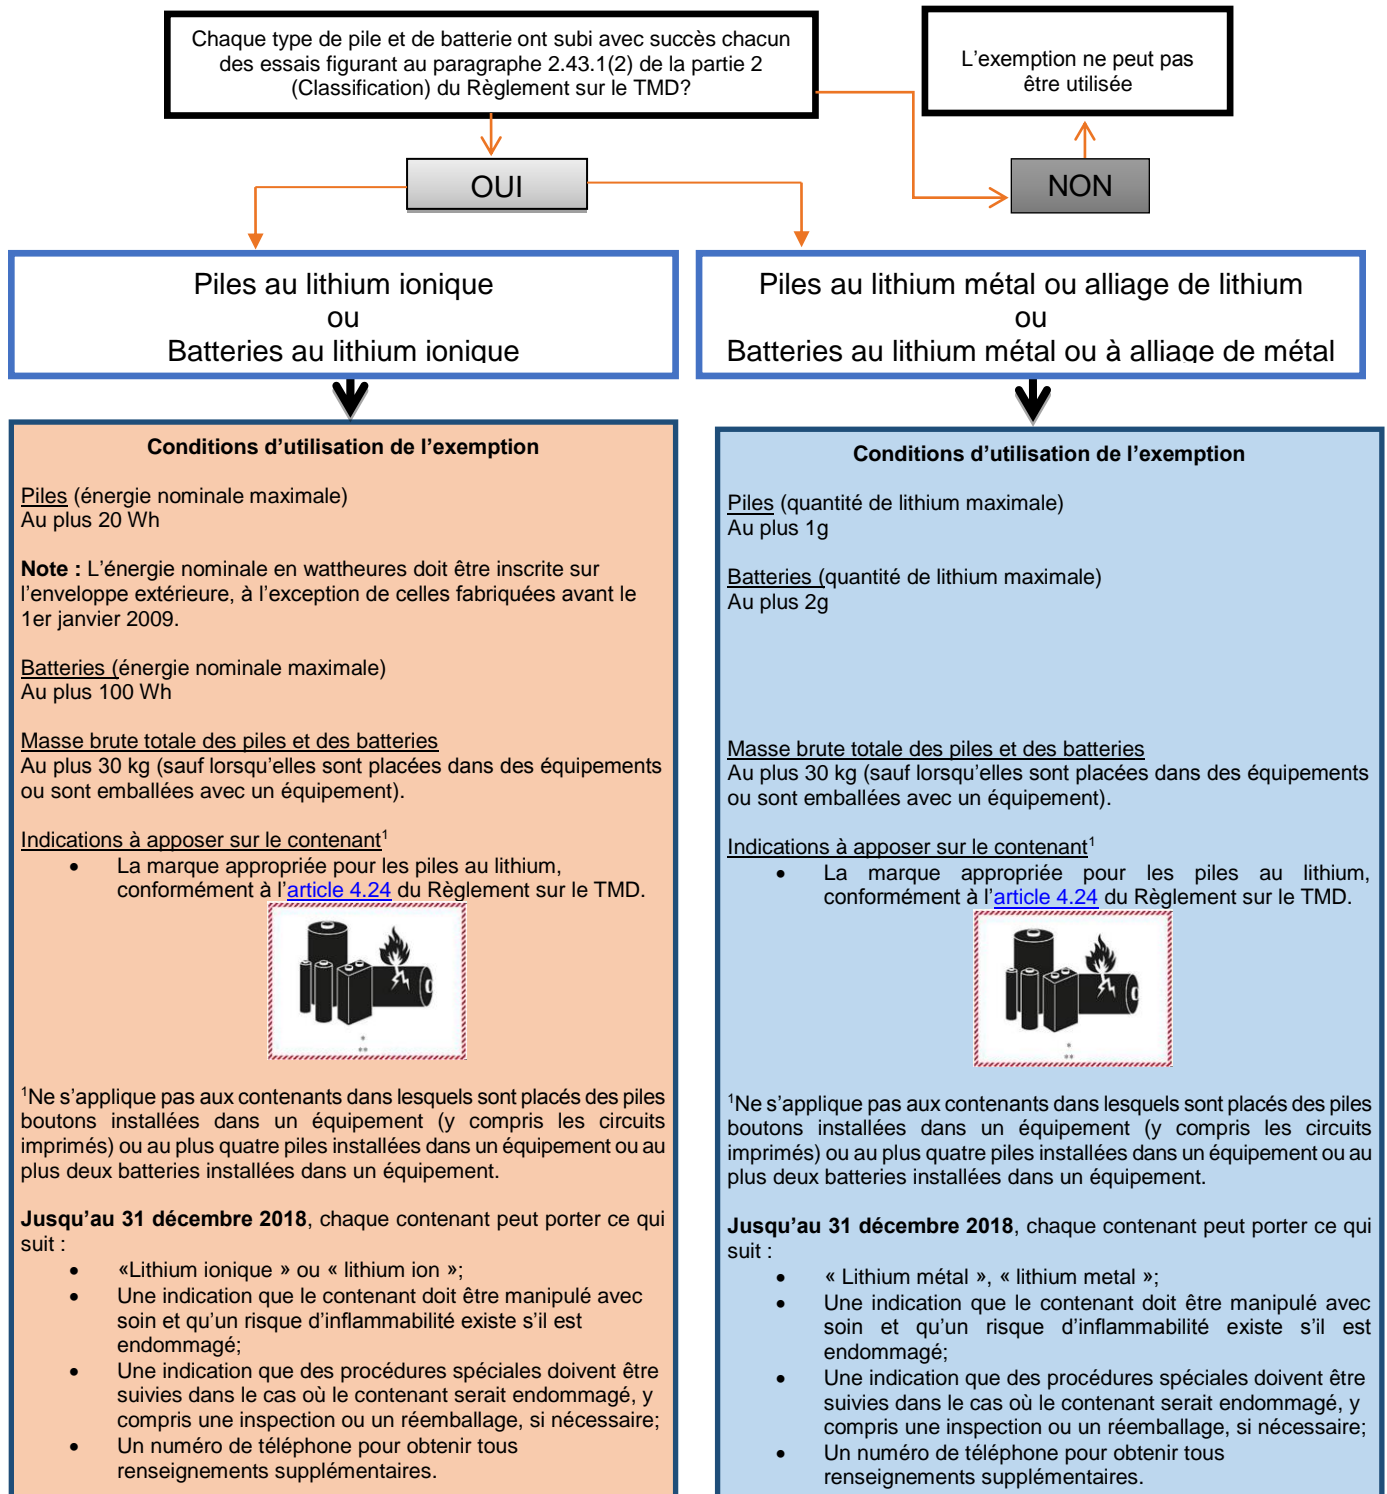 Chaque type de pile et de batterie ont subi avec succès chacun
des essais figurant au paragraphe 2.43.1(2) de la partie 2
(Classification) du Règlement sur le TMD?
L'exemption ne peut pas
être utilisée
OUI
NON
Piles au lithium ionique
ou
Batteries au lithium ionique
Piles au lithium métal ou alliage de lithium
ou
Batteries au lithium métal ou à alliage de métal
Conditions d'utilisation de l'exemption
Piles (énergie nominale maximale)
Au plus 20 Wh
Note : L'énergie nominale en wattheures doit être inscrite sur
l'enveloppe extérieure, à l'exception de celles fabriquées avant le
1er janvier 2009.
Batteries (énergie nominale maximale)
Au plus 100 Wh
Masse brute totale des piles et des batteries
Au plus 30 kg (sauf lorsqu'elles sont placées dans des équipements
ou sont emballées avec un équipement).
Indications à apposer sur le contenant1
• La marque appropriée pour les piles au lithium,
conformément à l'article 4.24 du Règlement sur le TMD.
*
**
1Ne s'applique pas aux contenants dans lesquels sont placés des piles
boutons installées dans un équipement (y compris les circuits
imprimés) ou au plus quatre piles installées dans un équipement ou au
plus deux batteries installées dans un équipement.
Jusqu'au 31 décembre 2018, chaque contenant peut porter ce qui
suit :
• «Lithium ionique » ou « lithium ion »;
• Une indication que le contenant doit être manipulé avec
soin et qu'un risque d'inflammabilité existe s'il est
endommagé;
• Une indication que des procédures spéciales doivent être
suivies dans le cas où le contenant serait endommagé, y
compris une inspection ou un réemballage, si nécessaire;
• Un numéro de téléphone pour obtenir tous
renseignements supplémentaires.
Conditions d'utilisation de l'exemption
Piles (quantité de lithium maximale)
Au plus 1g
Batteries (quantité de lithium maximale)
Au plus 2g
Masse brute totale des piles et des batteries
Au plus 30 kg (sauf lorsqu'elles sont placées dans des équipements
ou sont emballées avec un équipement).
Indications à apposer sur le contenant1
• La marque appropriée pour les piles au lithium,
conformément à l'article 4.24 du Règlement sur le TMD.
*
**
1Ne s'applique pas aux contenants dans lesquels sont placés des piles
boutons installées dans un équipement (y compris les circuits
imprimés) ou au plus quatre piles installées dans un équipement ou au
plus deux batteries installées dans un équipement.
Jusqu'au 31 décembre 2018, chaque contenant peut porter ce qui
suit :
• « Lithium métal », « lithium metal »;
• Une indication que le contenant doit être manipulé avec
soin et qu'un risque d'inflammabilité existe s'il est
endommagé;
• Une indication que des procédures spéciales doivent être
suivies dans le cas où le contenant serait endommagé, y
compris une inspection ou un réemballage, si nécessaire;
• Un numéro de téléphone pour obtenir tous
renseignements supplémentaires.